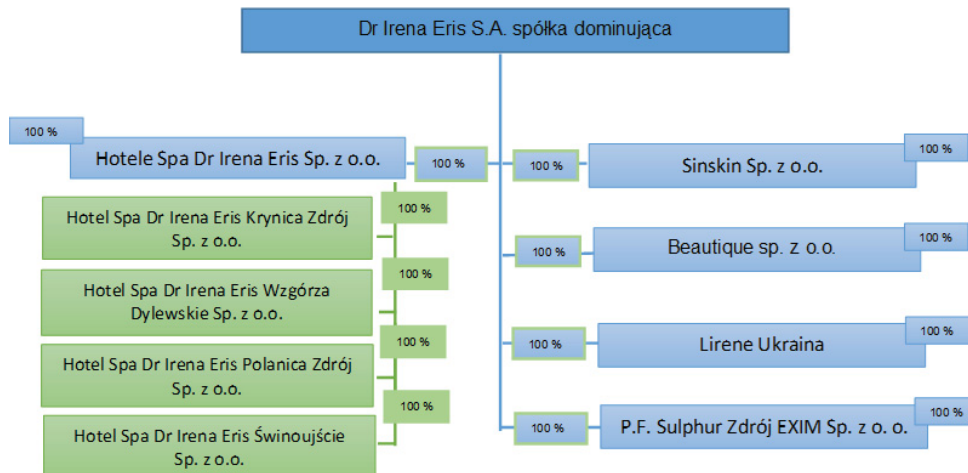 Dr Irena Eris S.A. spółka dominująca
100 %
Hotele Spa Dr Irena Eris Sp. z o.o.
100 %
100 %
Sinskin Sp. z o.o.
100 %
Hotel Spa Dr Irena Eris Krynica Zdrój
Sp. z o.o.
100 %
100 %
Beautique sp. z o.o.
100 %
Hotel Spa Dr Irena Eris Wzgórza
Dylewskie Sp. z o.o.
100 %
100 %
Lirene Ukraina
100 %
Hotel Spa Dr Irena Eris Polanica Zdrój
Sp. z o.o.
100 %
100 %
P.F. Sulphur Zdrój EXIM Sp. z o. o.
100 %
Hotel Spa Dr Irena Eris Świnoujście
Sp. z o.o.
100 %